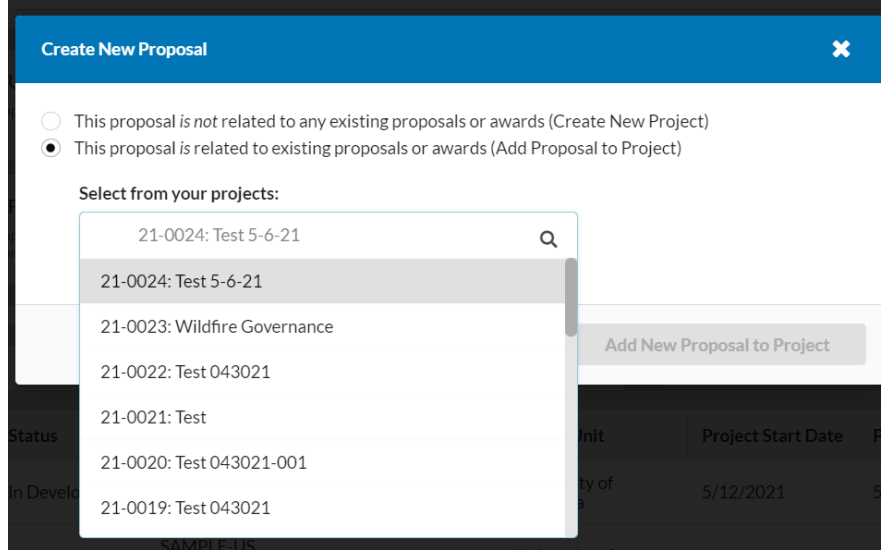 Create New Proposal
This proposal is not related to any existing proposals or awards (Create New Project)
This proposal is related to existing proposals or awards (Add Proposal to Project)
Select from your projects:
21-0024: Test 5-6-21
21-0024: Test 5-6-21
21-0023: Wildfire Governance
Add New Proposal to Project
21-0022: Test 043021
21-0021: Test
Status Unit Project Start Date
21-0020: Test 043021-001
In Develo 5/12/2021
21-0019: Test 043021
SAMPLE-US